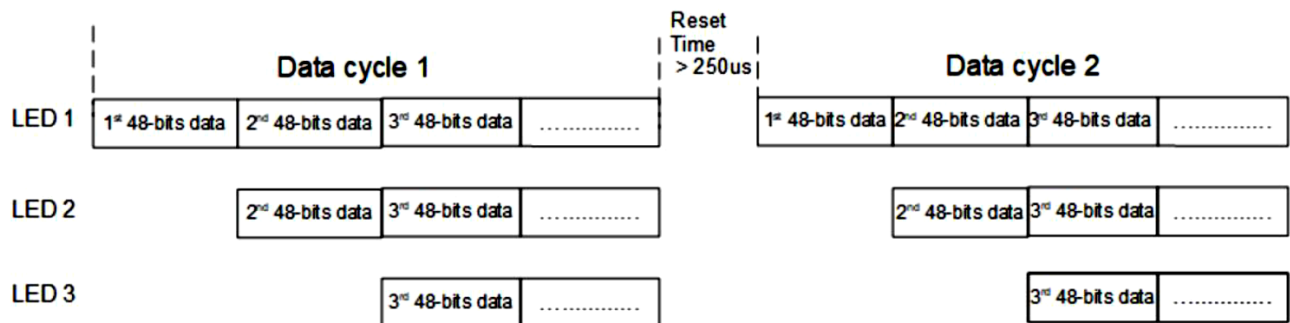 Reset
Time
> 250us
Data cycle 1
Data cycle 2
LED 1 1st 48-bits data 2nd 48-bits data 3rd 48-bits data .............. 1st 48-bits data 2nd 48-bits data 3rd 48-bits data ..............
LED 2 2nd 48-bits data 3rd 48-bits data .............. 2nd 48-bits data 3rd 48-bits data ..............
LED 3 3rd 48-bits data .............. 3rd 48-bits data ..............